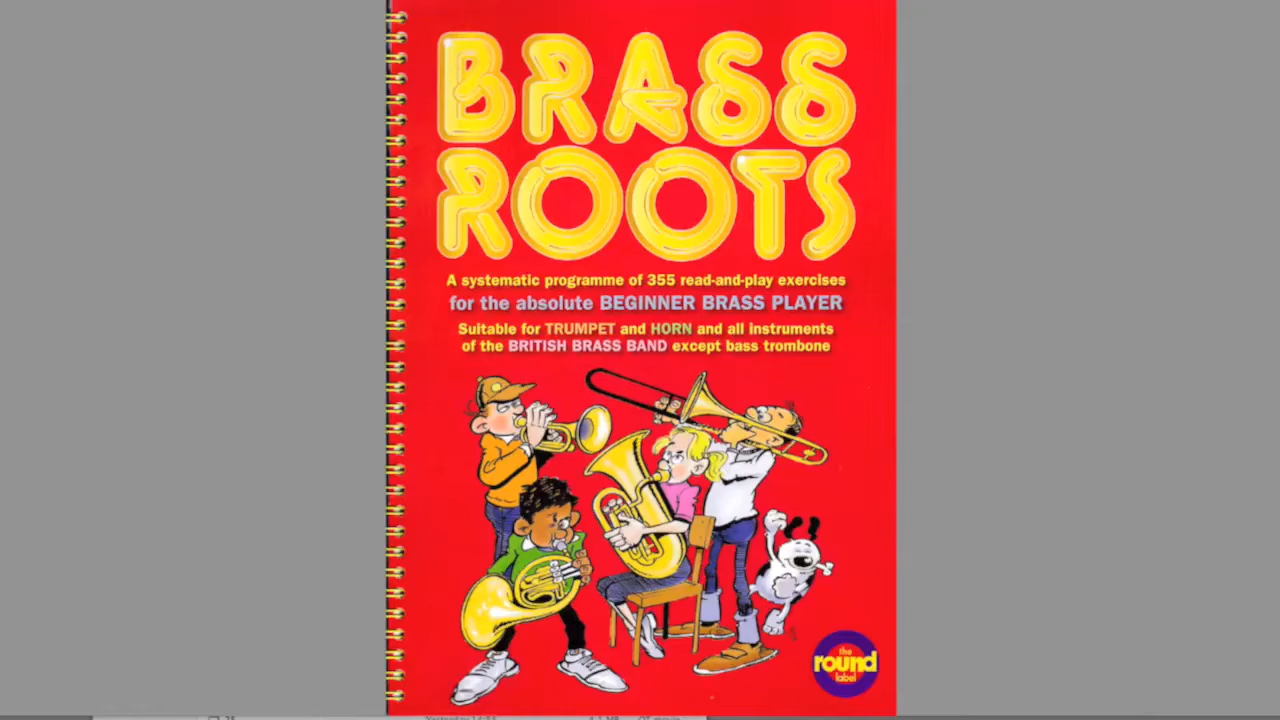 BRASS
ROOTS
A systematic programme of 355 read-and-play exercises
for the absolute BEGINNER BRASS PLAYER
Suitable for TRUMPET and HORN and all instruments
of the BRITISH BRASS BAND except bass trombone
the
round
label